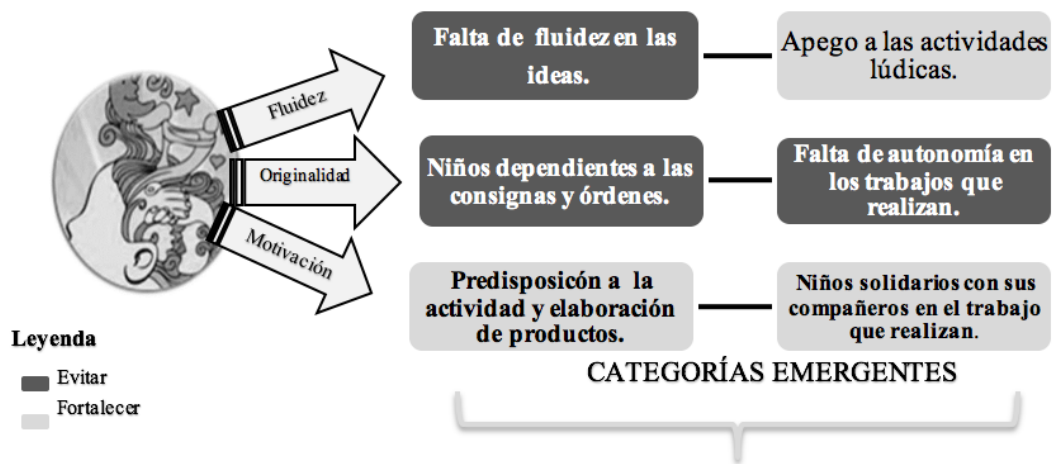 Falta de fluidez en las
ideas.
Apego a las actividades
lúdicas.
Fluidez
Niños dependientes a las
consignas y órdenes.
Falta de autonomía en
los trabajos que
realizan.
Originalidad
Motivación
Predisposicón a la
actividad y elaboración
de productos.
Niños solidarios con sus
compañeros en el trabajo
que realizan.
Leyenda
Evitar
Fortalecer
CATEGORÍAS EMERGENTES